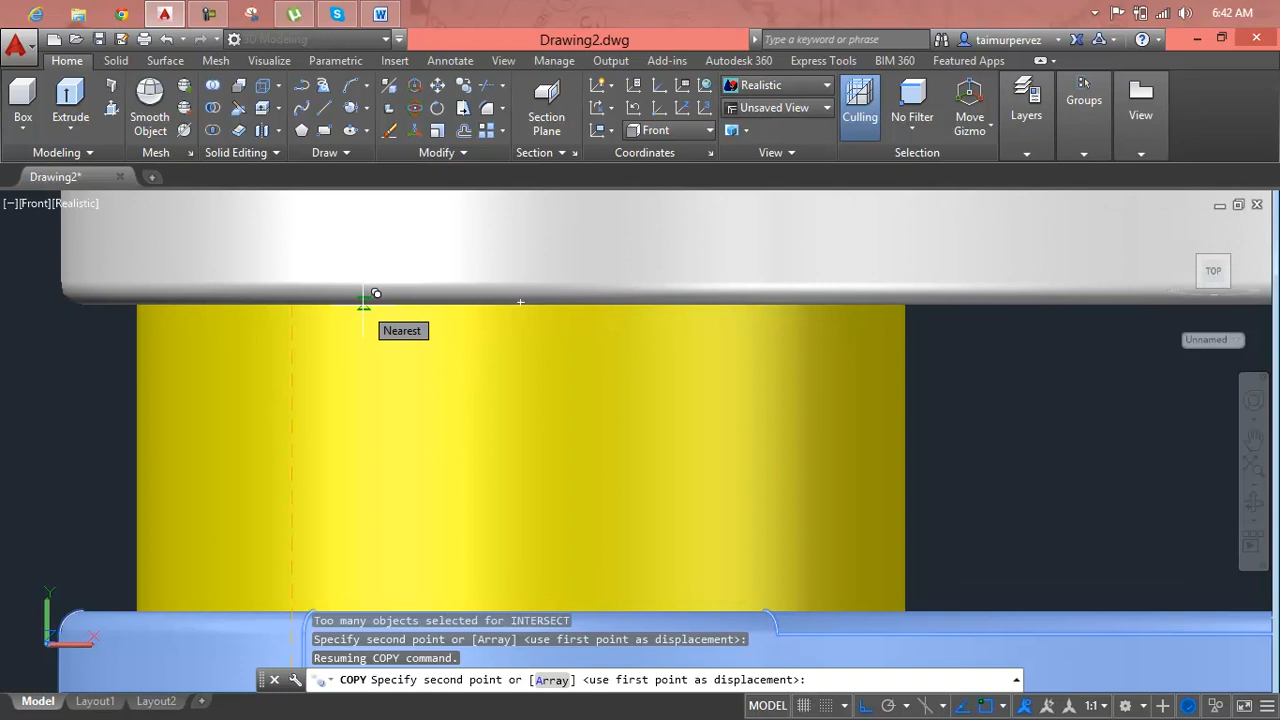 6:42 AM
3D Modeling
Drawing2.dwg
Type a keyword or phrase
taimurpervez
Home Solid Surface Mesh Visualize Parametric Insert Annotate View Manage Output Add-ins Autodesk 360 Express Tools BIM 360 Featured Apps
Realistic
Unsaved View
Front
Box
Extrude
Smooth Object
Section Plane
Culling
No Filter
Move Gizmo
Layers
Groups
View
Modeling Mesh Solid Editing Draw Modify Section Coordinates View Selection
Drawing2*
[−][Front][Realistic]
TOP
Nearest
Unnamed
Y
X
Too many objects selected for INTERSECT
Specify second point or [Array] <use first point as displacement>:
Resuming COPY command.
COPY Specify second point or [Array] <use first point as displacement>:
Model Layout1 Layout2
MODEL
1:1